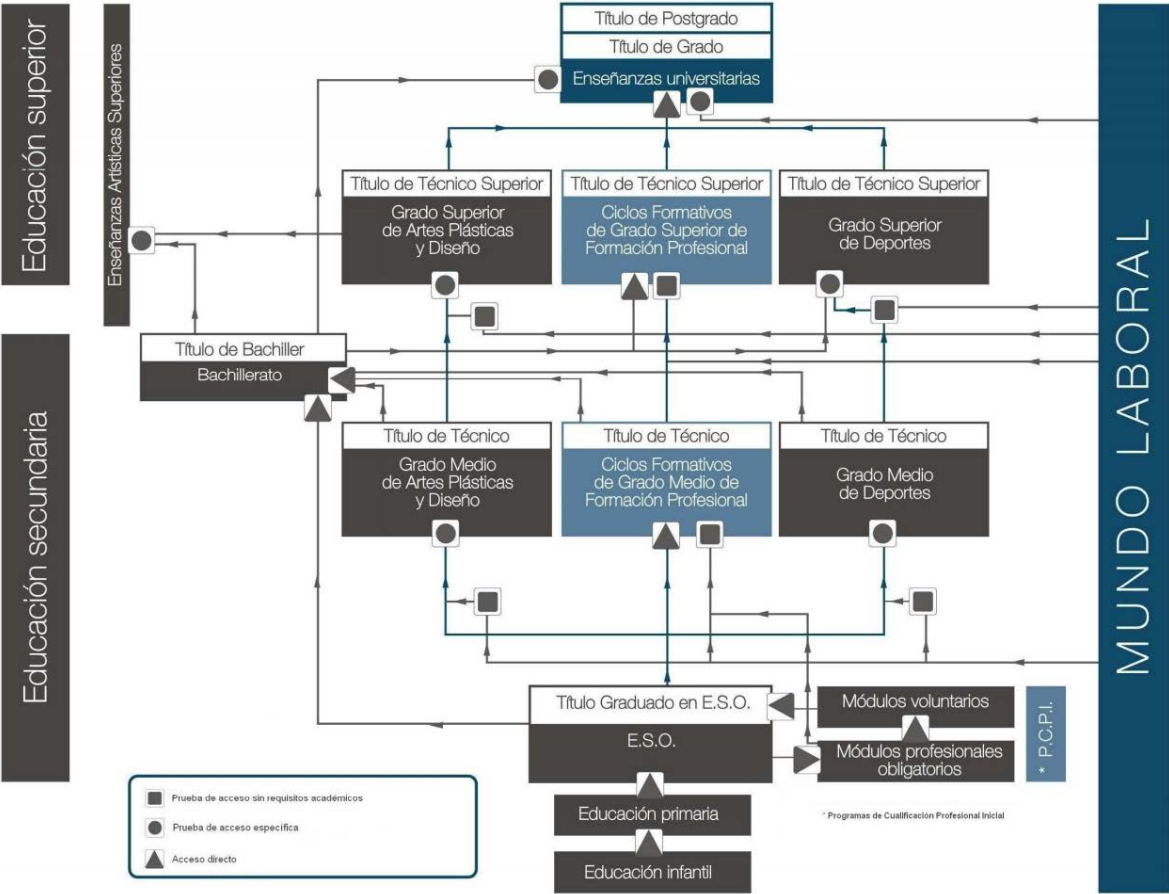 Educación superior
Enseñanzas Artísticas Superiores
Título de Postgrado
Título de Grado
Enseñanzas universitarias
Título de Técnico Superior
Grado Superior
de Artes Plásticas
y Diseño
Título de Técnico Superior
Ciclos Formativos
de Grado Superior de
Formación Profesional
Título de Técnico Superior
Grado Superior
de Deportes
MUNDO LABORAL
Educación secundaria
Título de Bachiller
Bachillerato
Título de Técnico
Grado Medio
de Artes Plásticas
y Diseño
Título de Técnico
Ciclos Formativos
de Grado Medio de
Formación Profesional
Título de Técnico
Grado Medio
de Deportes
Título Graduado en E.S.O.
E.S.O.
Módulos voluntarios
Módulos profesionales
obligatorios
* P.C.P.I.
Educación primaria
Educación infantil
* Programas de Cualificación Profesional Inicial
Prueba de acceso sin requisitos académicos
Prueba de acceso específica
Acceso directo